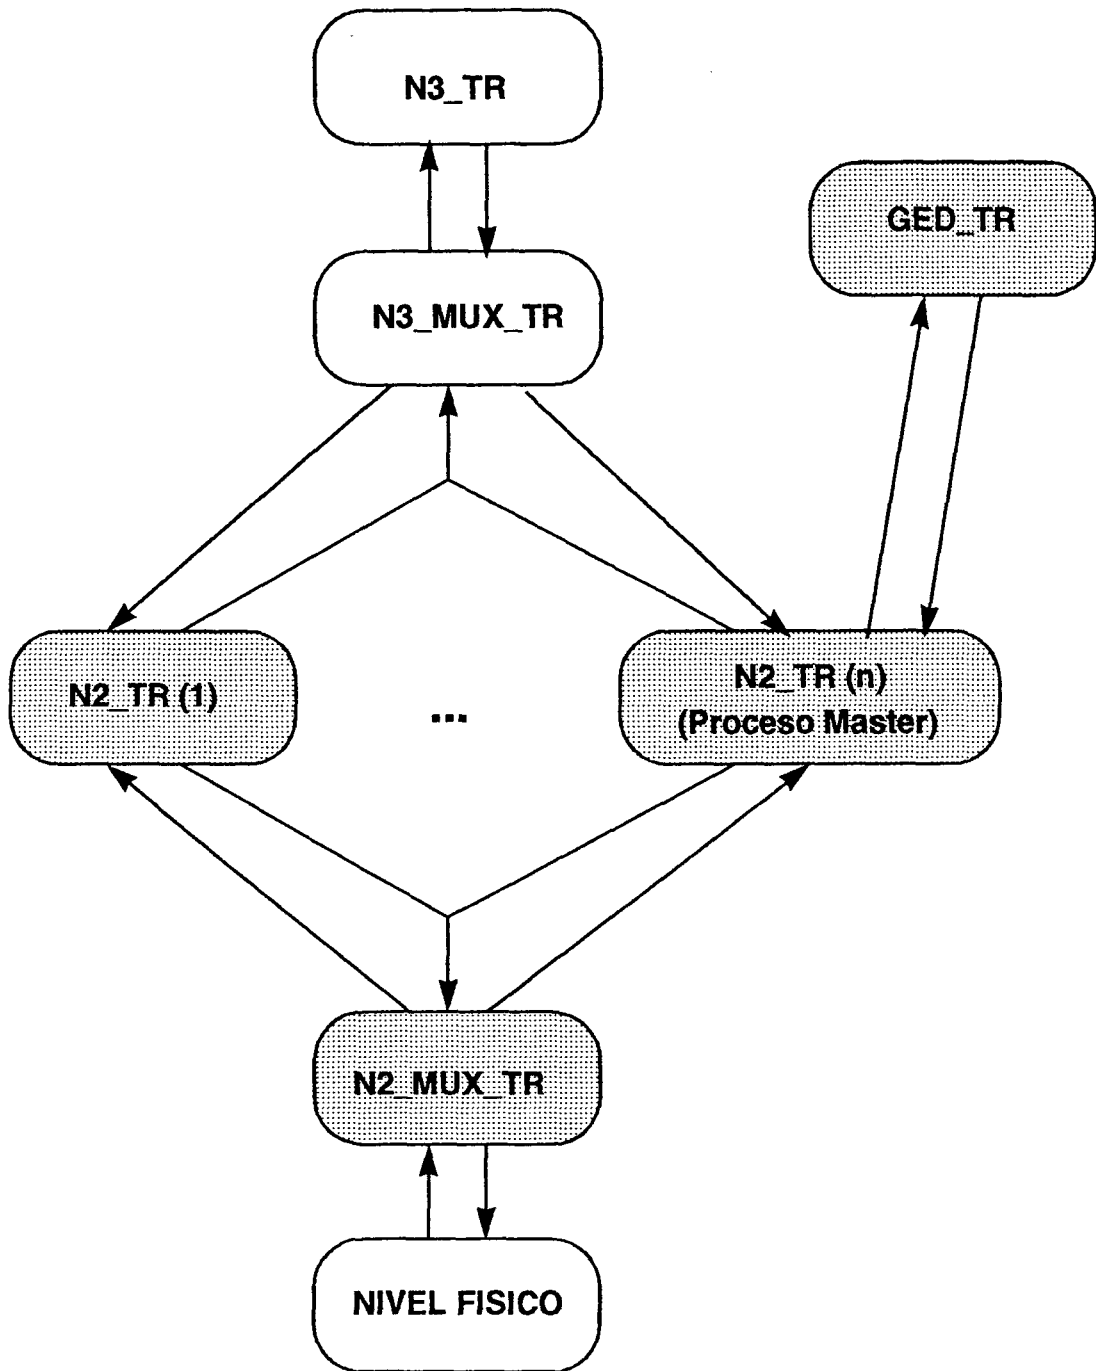 N3_TR
GED_TR
N3_MUX_TR
N2_TR (1)
...
N2_TR (n)
(Proceso Master)
N2_MUX_TR
NIVEL FISICO